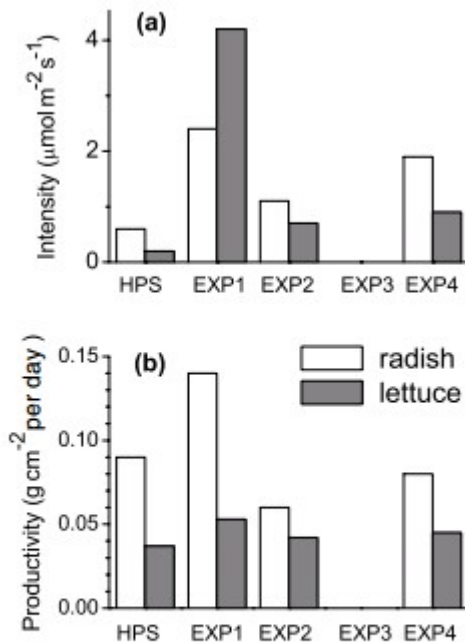 (a)
Intensity (μmol m⁻² s⁻¹)
4
2
0
HPS EXP1 EXP2 EXP3 EXP4
(b)
radish
lettuce
Productivity (g cm⁻² per day)
0.15
0.10
0.05
0.00
HPS EXP1 EXP2 EXP3 EXP4